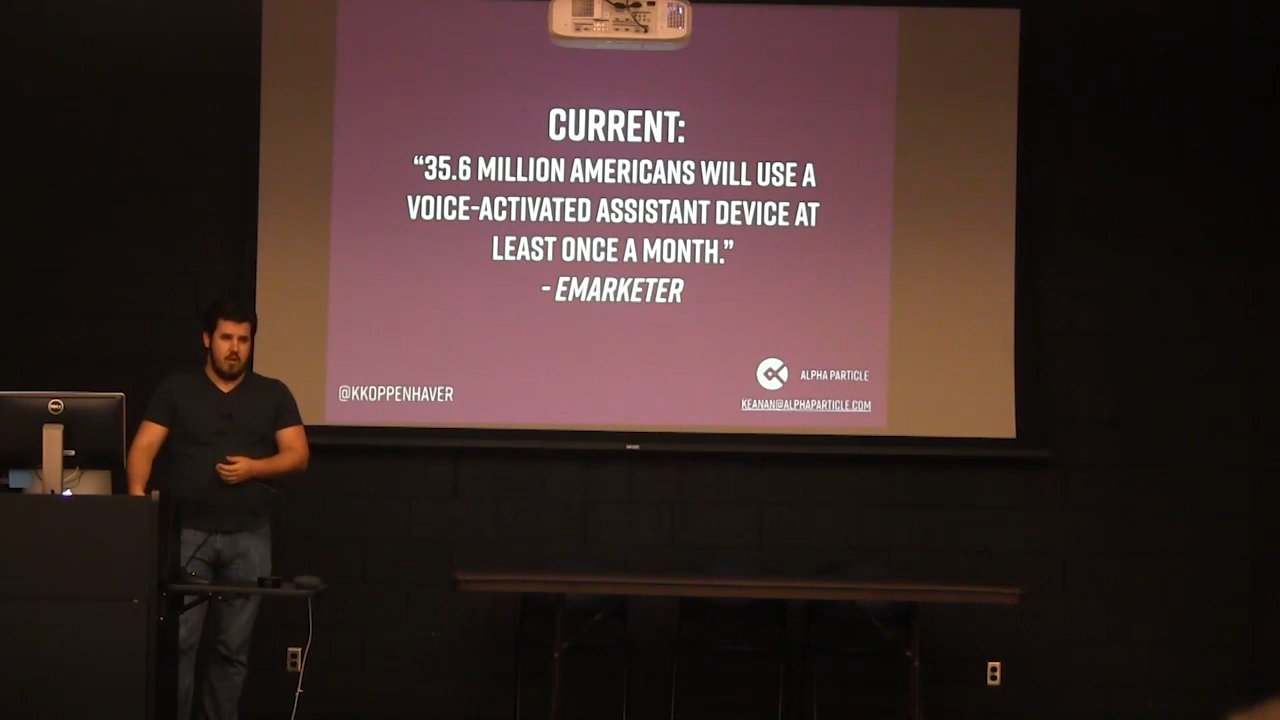 CURRENT:
“35.6 MILLION AMERICANS WILL USE A
VOICE-ACTIVATED ASSISTANT DEVICE AT
LEAST ONCE A MONTH.”
- EMARKETER
ALPHA PARTICLE
@KKOPPENHAVER
KEANAN@ALPHAPARTICLE.COM
DELL